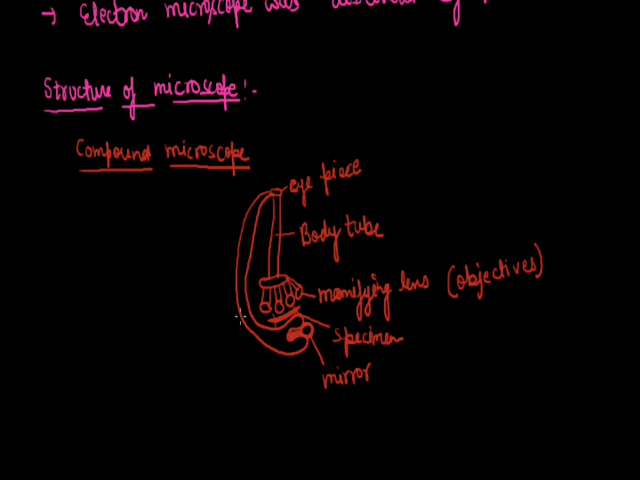 → Electron microscope was
Structure of microscope:-
Compound microscope
eye piece
Body tube
magnifying lens (objectives)
specimen
mirror